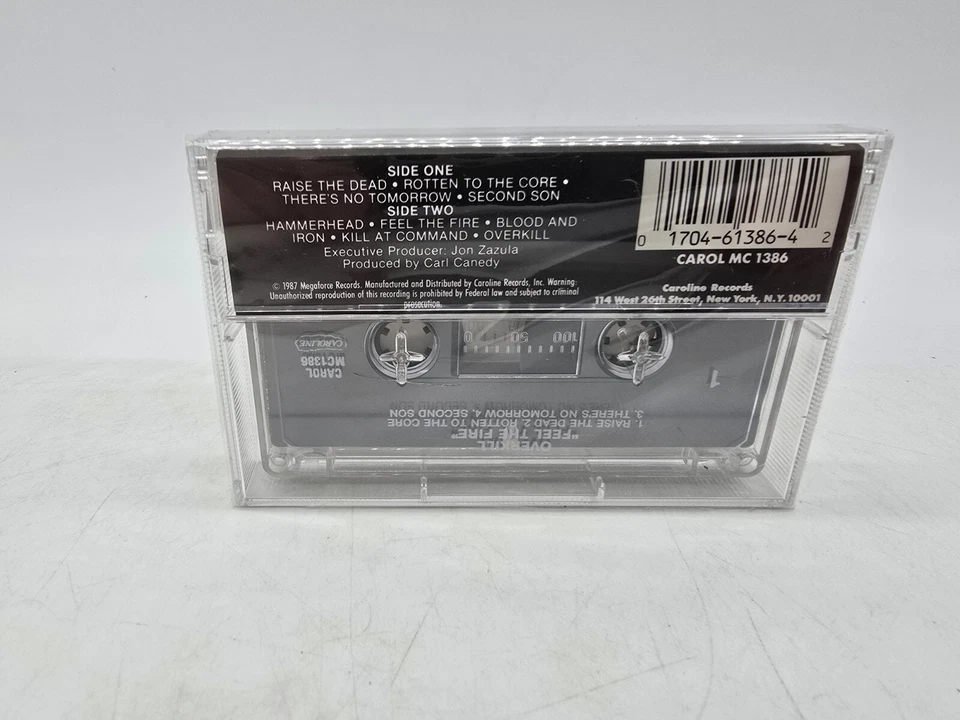 SIDE ONE
RAISE THE DEAD • ROTTEN TO THE CORE •
THERE'S NO TOMORROW • SECOND SON
SIDE TWO
HAMMERHEAD • FEEL THE FIRE • BLOOD AND
IRON • KILL AT COMMAND • OVERKILL
Executive Producer: Jon Zazula
Produced by Carl Canedy
© 1987 Megaforce Records. Manufactured and Distributed by Caroline Records, Inc. Warning:
Unauthorized reproduction of this recording is prohibited by Federal law and subject to criminal
prosecution.
0 1704-61386-4 2
CAROL MC 1386
Caroline Records
114 West 26th Street, New York, N.Y. 10001
OVERKILL
"FEEL THE FIRE"
1. RAISE THE DEAD 2. ROTTEN TO THE CORE
3. THERE'S NO TOMORROW 4. SECOND SON
1
100 50 0
CAROL
MC1386
CAROLINE